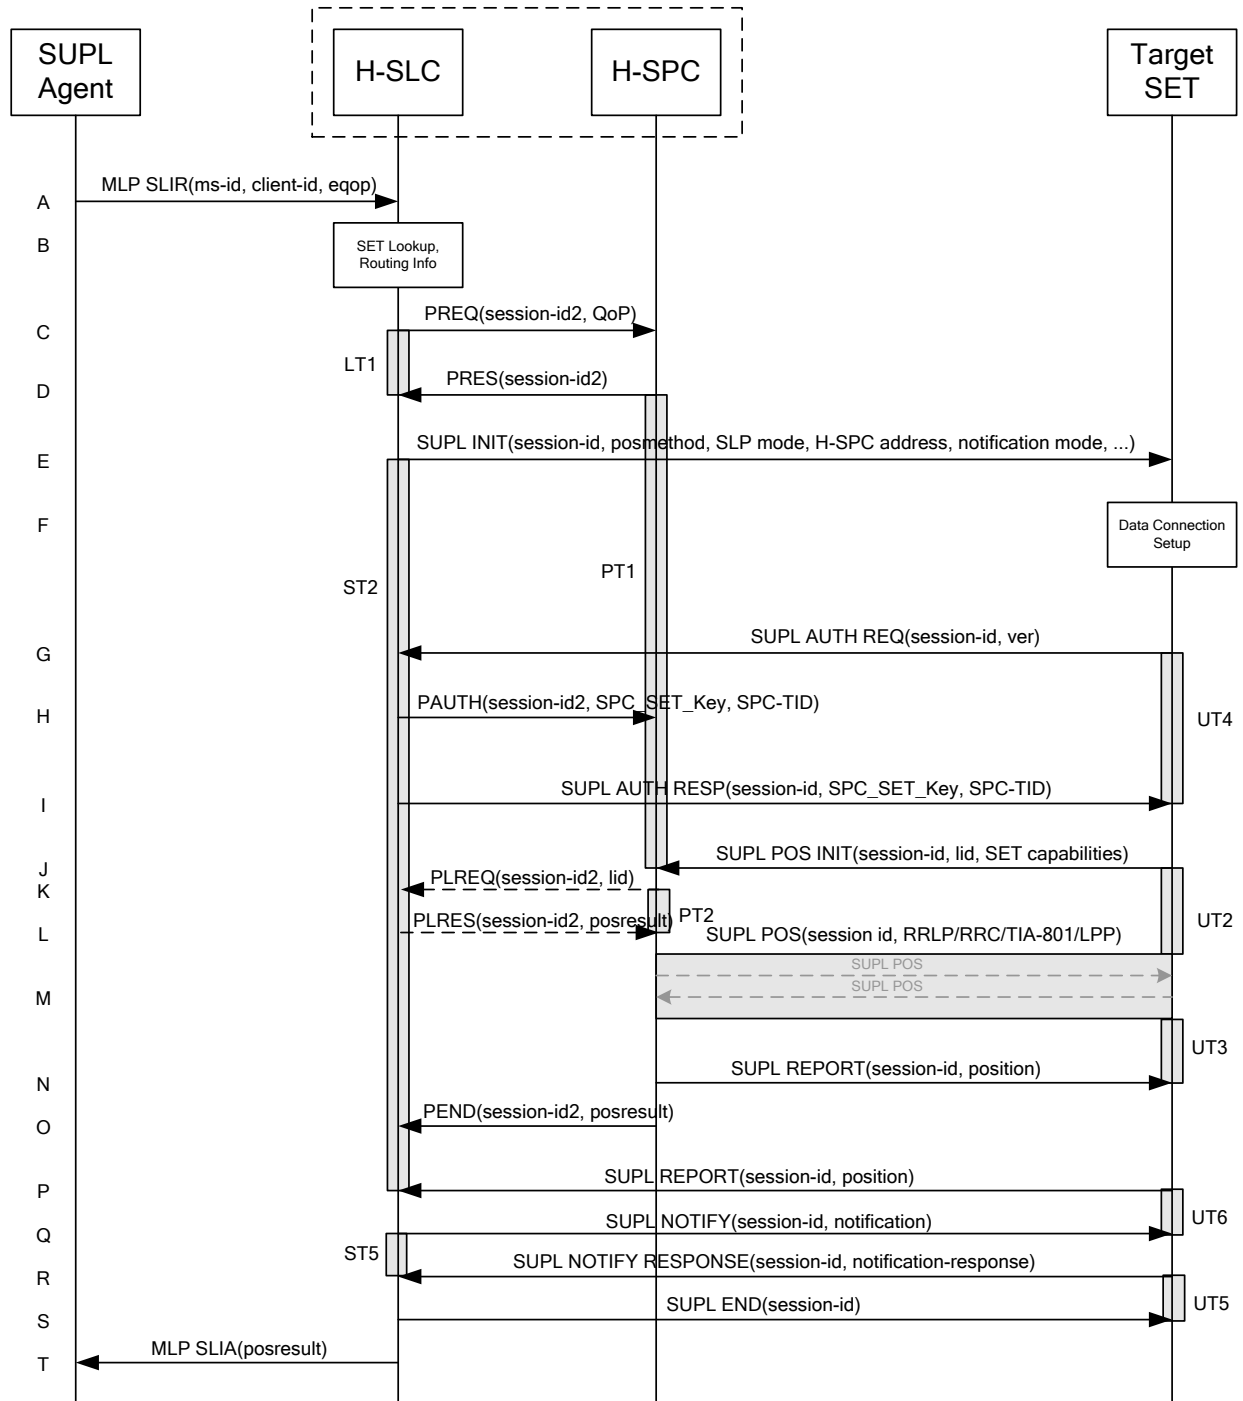 SUPL
Agent
H-SLC
H-SPC
Target
SET
MLP SLIR(ms-id, client-id, eqop)
A
B
SET Lookup,
Routing Info
PREQ(session-id2, QoP)
C
LT1
PRES(session-id2)
D
SUPL INIT(session-id, posmethod, SLP mode, H-SPC address, notification mode, ...)
E
F
Data Connection
Setup
PT1
ST2
SUPL AUTH REQ(session-id, ver)
G
PAUTH(session-id2, SPC_SET_Key, SPC-TID)
H
UT4
SUPL AUTH RESP(session-id, SPC_SET_Key, SPC-TID)
I
SUPL POS INIT(session-id, lid, SET capabilities)
J
PLREQ(session-id2, lid)
K
PLRES(session-id2, posresult)
PT2
UT2
L
SUPL POS(session id, RRLP/RRC/TIA-801/LPP)
SUPL POS
SUPL POS
M
UT3
SUPL REPORT(session-id, position)
N
PEND(session-id2, posresult)
O
SUPL REPORT(session-id, position)
P
UT6
SUPL NOTIFY(session-id, notification)
Q
ST5
SUPL NOTIFY RESPONSE(session-id, notification-response)
R
UT5
SUPL END(session-id)
S
MLP SLIA(posresult)
T